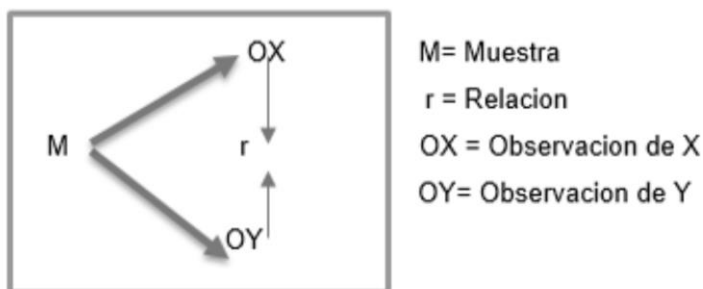 OX
M
r
OY
M= Muestra
r = Relacion
OX = Observacion de X
OY= Observacion de Y